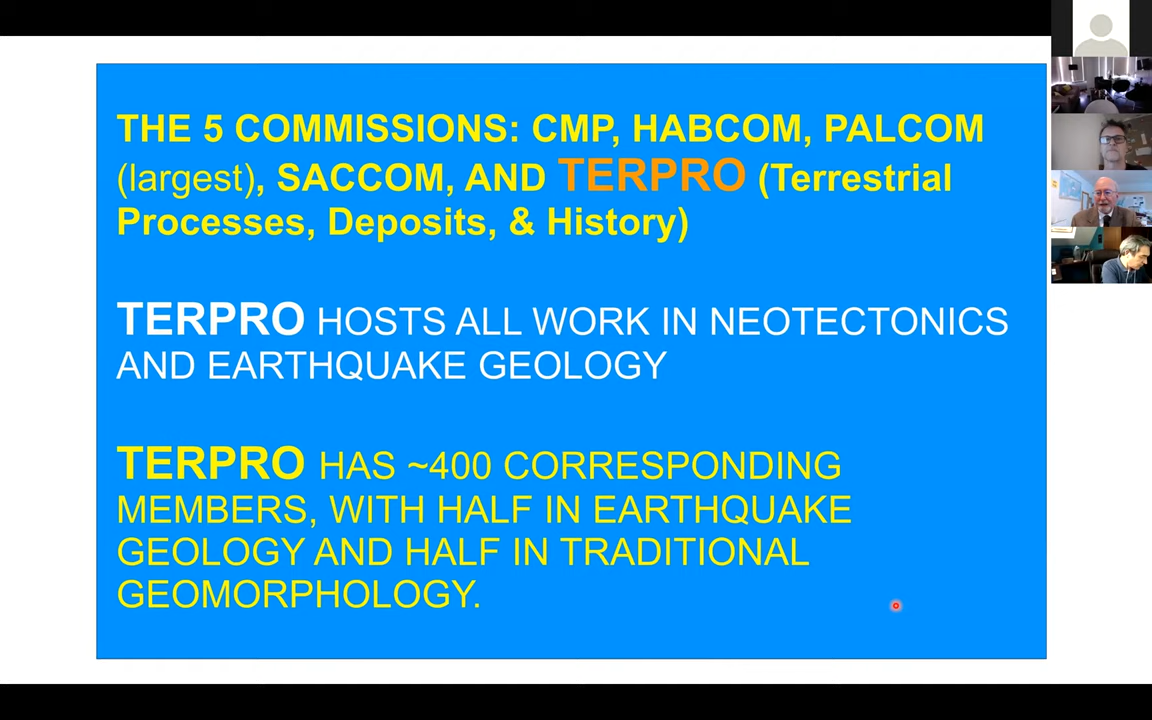 THE 5 COMMISSIONS: CMP, HABCOM, PALCOM
(largest), SACCOM, AND TERPRO (Terrestrial
Processes, Deposits, & History)
TERPRO HOSTS ALL WORK IN NEOTECTONICS
AND EARTHQUAKE GEOLOGY
TERPRO HAS ~400 CORRESPONDING
MEMBERS, WITH HALF IN EARTHQUAKE
GEOLOGY AND HALF IN TRADITIONAL
GEOMORPHOLOGY.